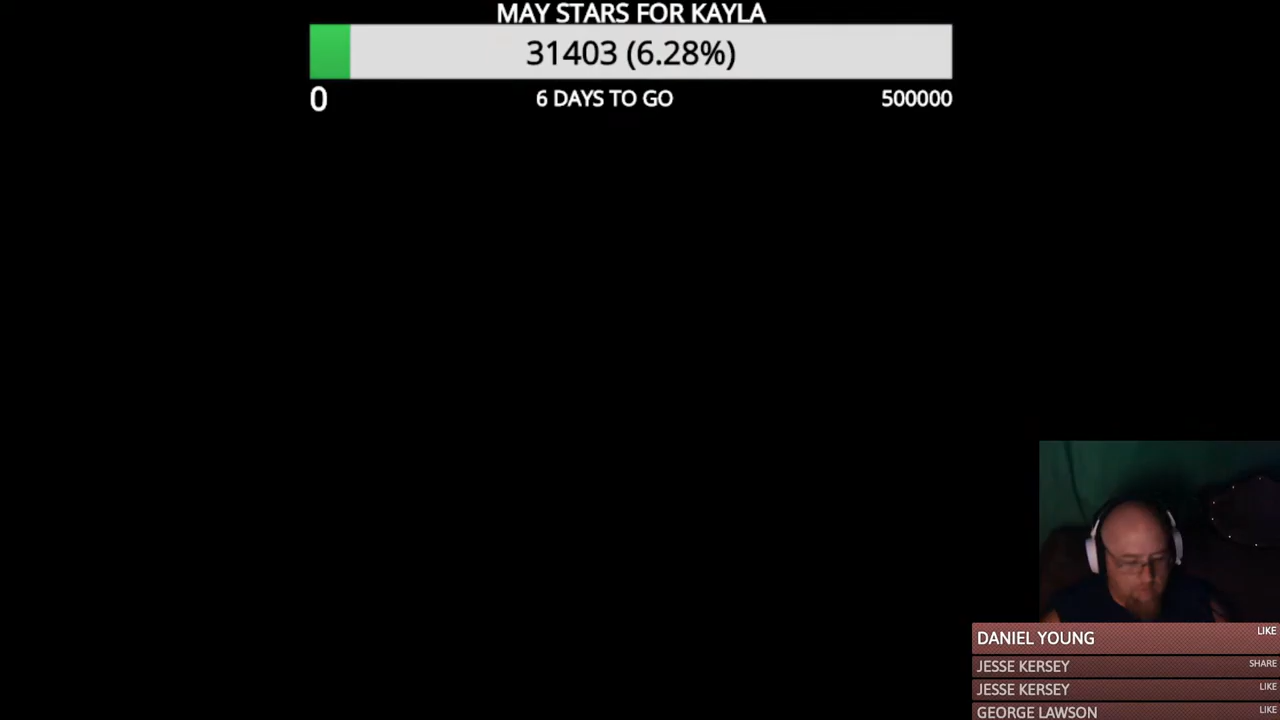 MAY STARS FOR KAYLA
31403 (6.28%)
0 6 DAYS TO GO 500000
DANIEL YOUNG LIKE
JESSE KERSEY SHARE
JESSE KERSEY LIKE
GEORGE LAWSON LIKE